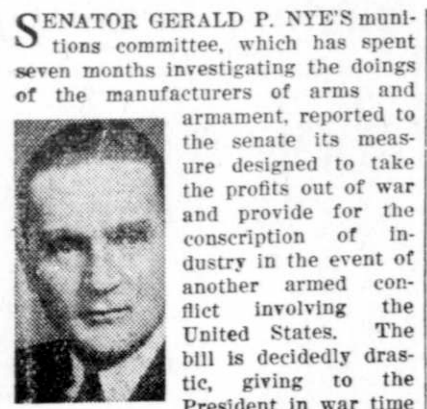 SENATOR GERALD P. NYE'S muni-
tions committee, which has spent
seven months investigating the doings
of the manufacturers of arms and
armament, reported to
the senate its meas-
ure designed to take
the profits out of war
and provide for the
conscription of in-
dustry in the event of
another armed con-
flict involving the
United States. The
bill is decidedly dras-
tic, giving to the
President in war time